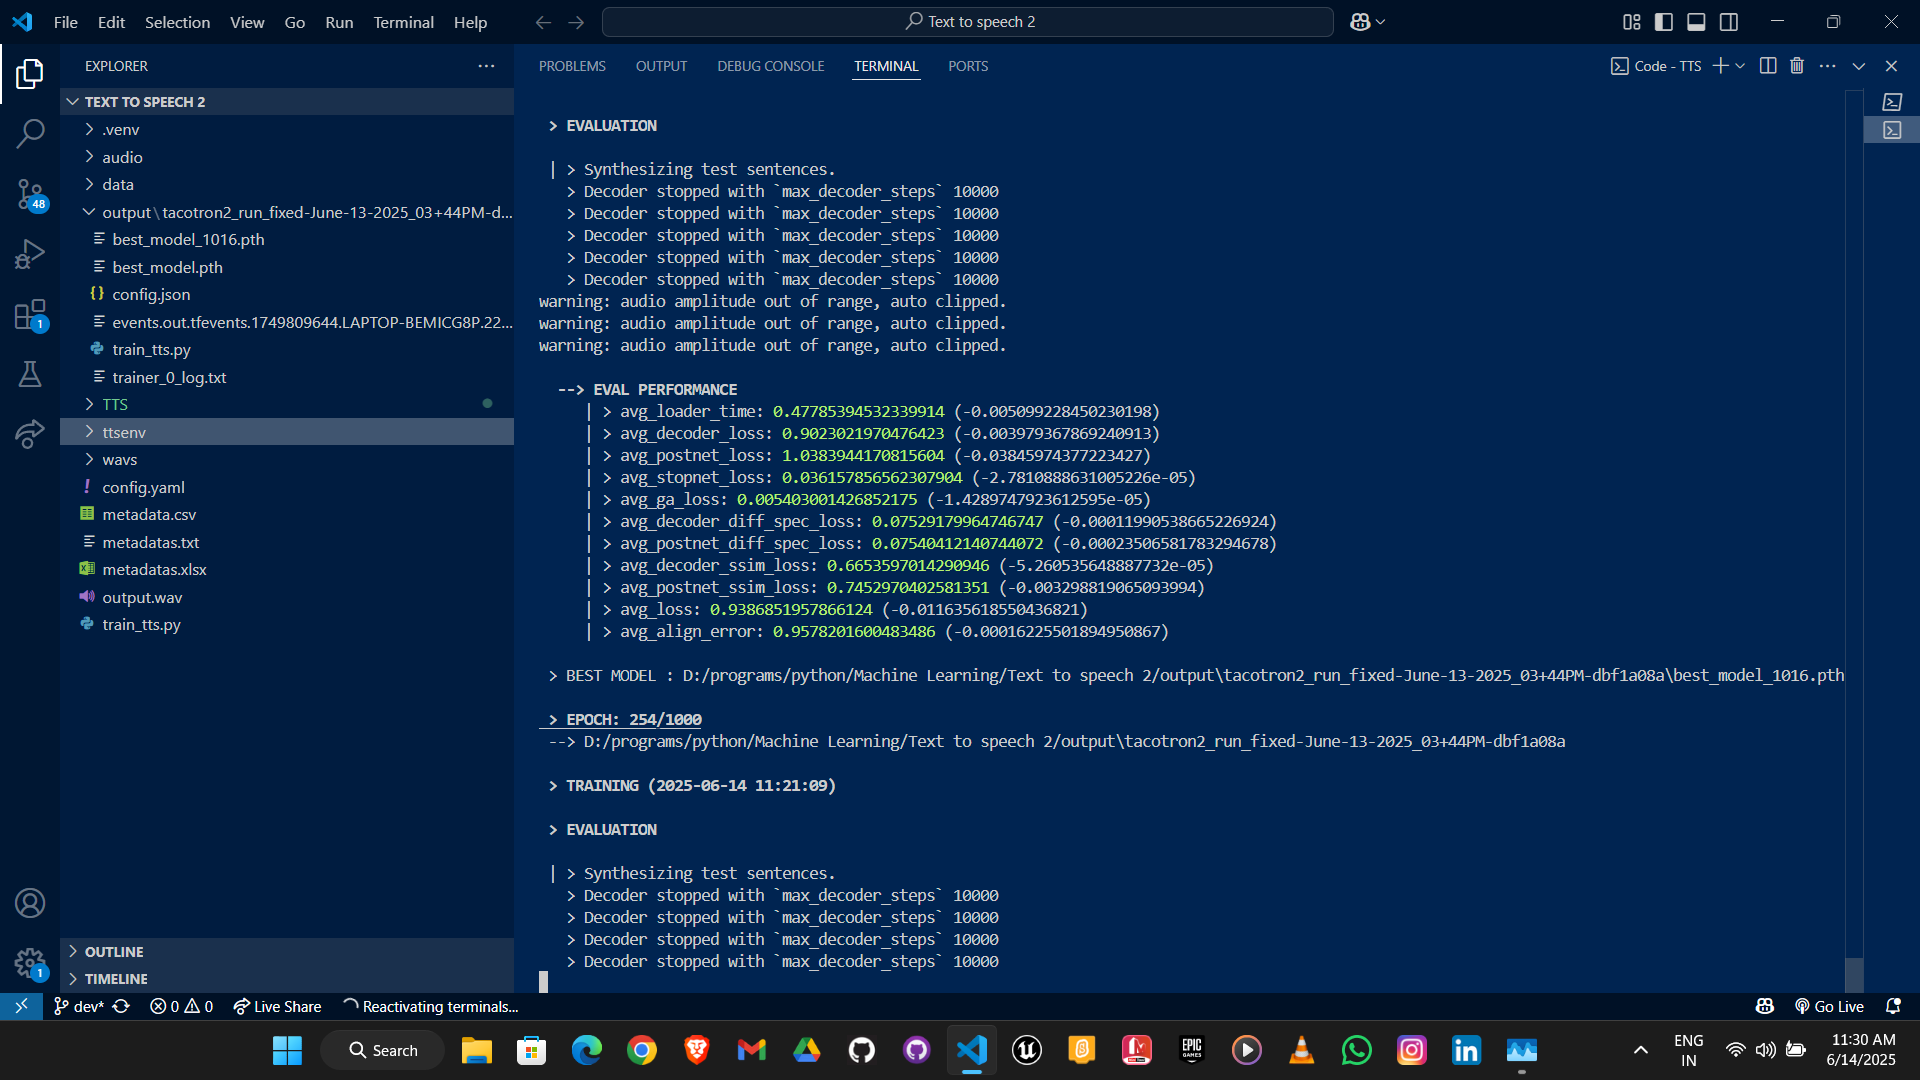 File Edit Selection View Go Run Terminal Help
Text to speech 2
EXPLORER
TEXT TO SPEECH 2
.venv
audio
data
output\tacotron2_run_fixed-June-13-2025_03+44PM-d...
best_model_1016.pth
best_model.pth
config.json
events.out.tfevents.1749809644.LAPTOP-BEMICG8P.22...
train_tts.py
trainer_0_log.txt
TTS
ttsenv
wavs
config.yaml
metadata.csv
metadatas.txt
metadatas.xlsx
output.wav
train_tts.py
OUTLINE
TIMELINE
48
1
1
PROBLEMS OUTPUT DEBUG CONSOLE TERMINAL PORTS
Code - TTS
> EVALUATION
| > Synthesizing test sentences.
> Decoder stopped with `max_decoder_steps` 10000
> Decoder stopped with `max_decoder_steps` 10000
> Decoder stopped with `max_decoder_steps` 10000
> Decoder stopped with `max_decoder_steps` 10000
> Decoder stopped with `max_decoder_steps` 10000
warning: audio amplitude out of range, auto clipped.
warning: audio amplitude out of range, auto clipped.
warning: audio amplitude out of range, auto clipped.
--> EVAL PERFORMANCE
| > avg_loader_time: 0.47785394532339914 (-0.005099228450230198)
| > avg_decoder_loss: 0.9023021970476423 (-0.003979367869240913)
| > avg_postnet_loss: 1.0383944170815604 (-0.03845974377223427)
| > avg_stopnet_loss: 0.036157856562307904 (-2.7810888631005226e-05)
| > avg_ga_loss: 0.005403001426852175 (-1.4289747923612595e-05)
| > avg_decoder_diff_spec_loss: 0.07529179964746747 (-0.00011990538665226924)
| > avg_postnet_diff_spec_loss: 0.07540412140744072 (-0.00023506581783294678)
| > avg_decoder_ssim_loss: 0.6653597014290946 (-5.260535648887732e-05)
| > avg_postnet_ssim_loss: 0.7452970402581351 (-0.003298819065093994)
| > avg_loss: 0.9386851957866124 (-0.011635618550436821)
| > avg_align_error: 0.9578201600483486 (-0.00016225501894950867)
> BEST MODEL : D:/programs/python/Machine Learning/Text to speech 2/output\tacotron2_run_fixed-June-13-2025_03+44PM-dbf1a08a\best_model_1016.pth
> EPOCH: 254/1000
--> D:/programs/python/Machine Learning/Text to speech 2/output\tacotron2_run_fixed-June-13-2025_03+44PM-dbf1a08a
> TRAINING (2025-06-14 11:21:09)
> EVALUATION
| > Synthesizing test sentences.
> Decoder stopped with `max_decoder_steps` 10000
> Decoder stopped with `max_decoder_steps` 10000
> Decoder stopped with `max_decoder_steps` 10000
> Decoder stopped with `max_decoder_steps` 10000
dev* 0 0 Live Share Reactivating terminals... Go Live
Search
EPIC GAMES
ENG
IN
11:30 AM
6/14/2025